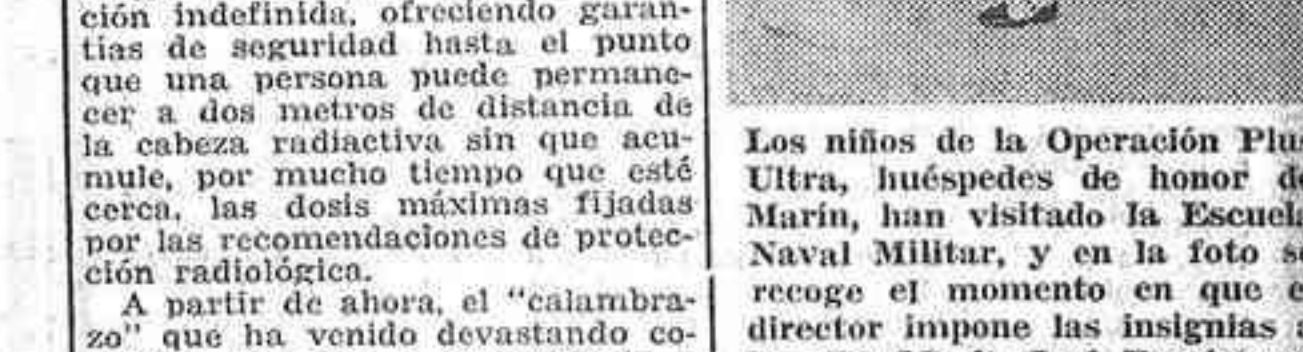 ción indefinida, ofreciendo garan-
tias de seguridad hasta el punto
que una persona puede permane-
cer a dos metros de distancia de
la cabeza radiactiva sin que acu-
mule, por mucho tiempo que esté
cerca, las dosis máximas fijadas
por las recomendaciones de protec-
ción radiológica.
A partir de ahora, el "calambra-
zo" que ha venido devastando co-
Los niños de la Operación Plus
Ultra, huéspedes de honor de
Marín, han visitado la Escuela
Naval Militar, y en la foto se
recoge el momento en que e
director impone las insignias a